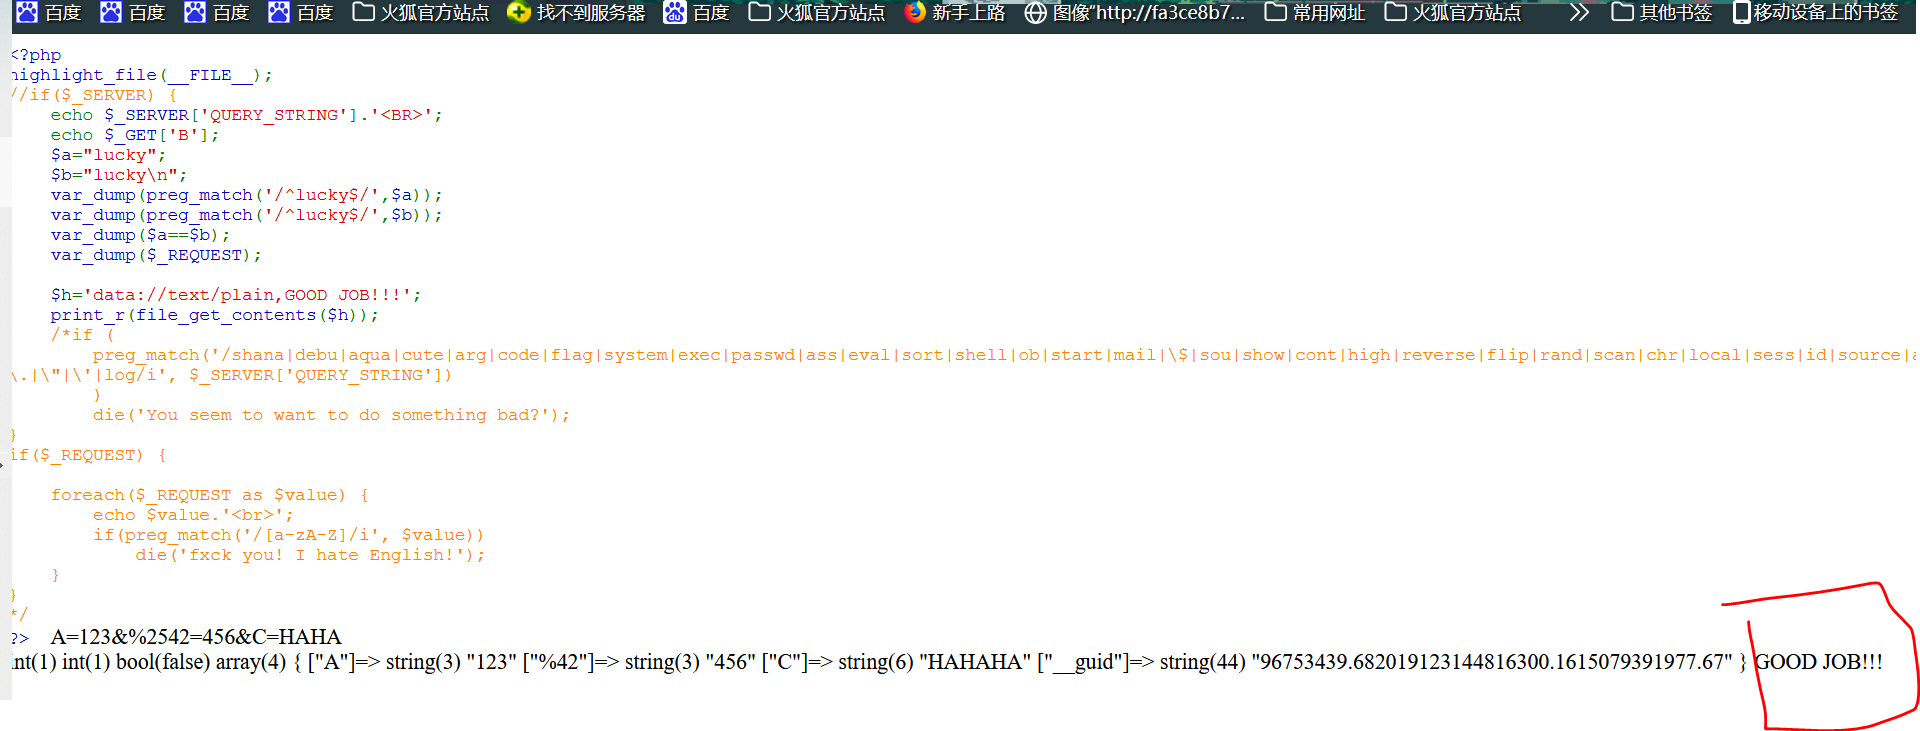 百度 百度 百度 百度 火狐官方站点 找不到服务器 百度 火狐官方站点 新手上路 图像“http://fa3ce8b7... 常用网址 火狐官方站点 其他书签 移动设备上的书签
<?php
highlight_file(__FILE__);
//if($_SERVER) {
    echo $_SERVER['QUERY_STRING'].'<BR>';
    echo $_GET['B'];
    $a="lucky";
    $b="lucky\n";
    var_dump(preg_match('/^lucky$/',$a));
    var_dump(preg_match('/^lucky$/',$b));
    var_dump($a==$b);
    var_dump($_REQUEST);
    $h='data://text/plain,GOOD JOB!!!';
    print_r(file_get_contents($h));
    /*if (
        preg_match('/shana|debu|aqua|cute|arg|code|flag|system|exec|passwd|ass|eval|sort|shell|ob|start|mail|\$|sou|show|cont|high|reverse|flip|rand|scan|chr|local|sess|id|source|a
\.|\"|\'|log/i', $_SERVER['QUERY_STRING'])
        )
        die('You seem to want to do something bad?');
}
if($_REQUEST) {
    foreach($_REQUEST as $value) {
        echo $value.'<br>';
        if(preg_match('/[a-zA-Z]/i', $value))
            die('fxck you! I hate English!');
    }
}
*/
?> A=123&%2542=456&C=HAHA
int(1) int(1) bool(false) array(4) { ["A"]=> string(3) "123" ["%42"]=> string(3) "456" ["C"]=> string(6) "HAHAHA" ["__guid"]=> string(44) "96753439.682019123144816300.1615079391977.67" } GOOD JOB!!!